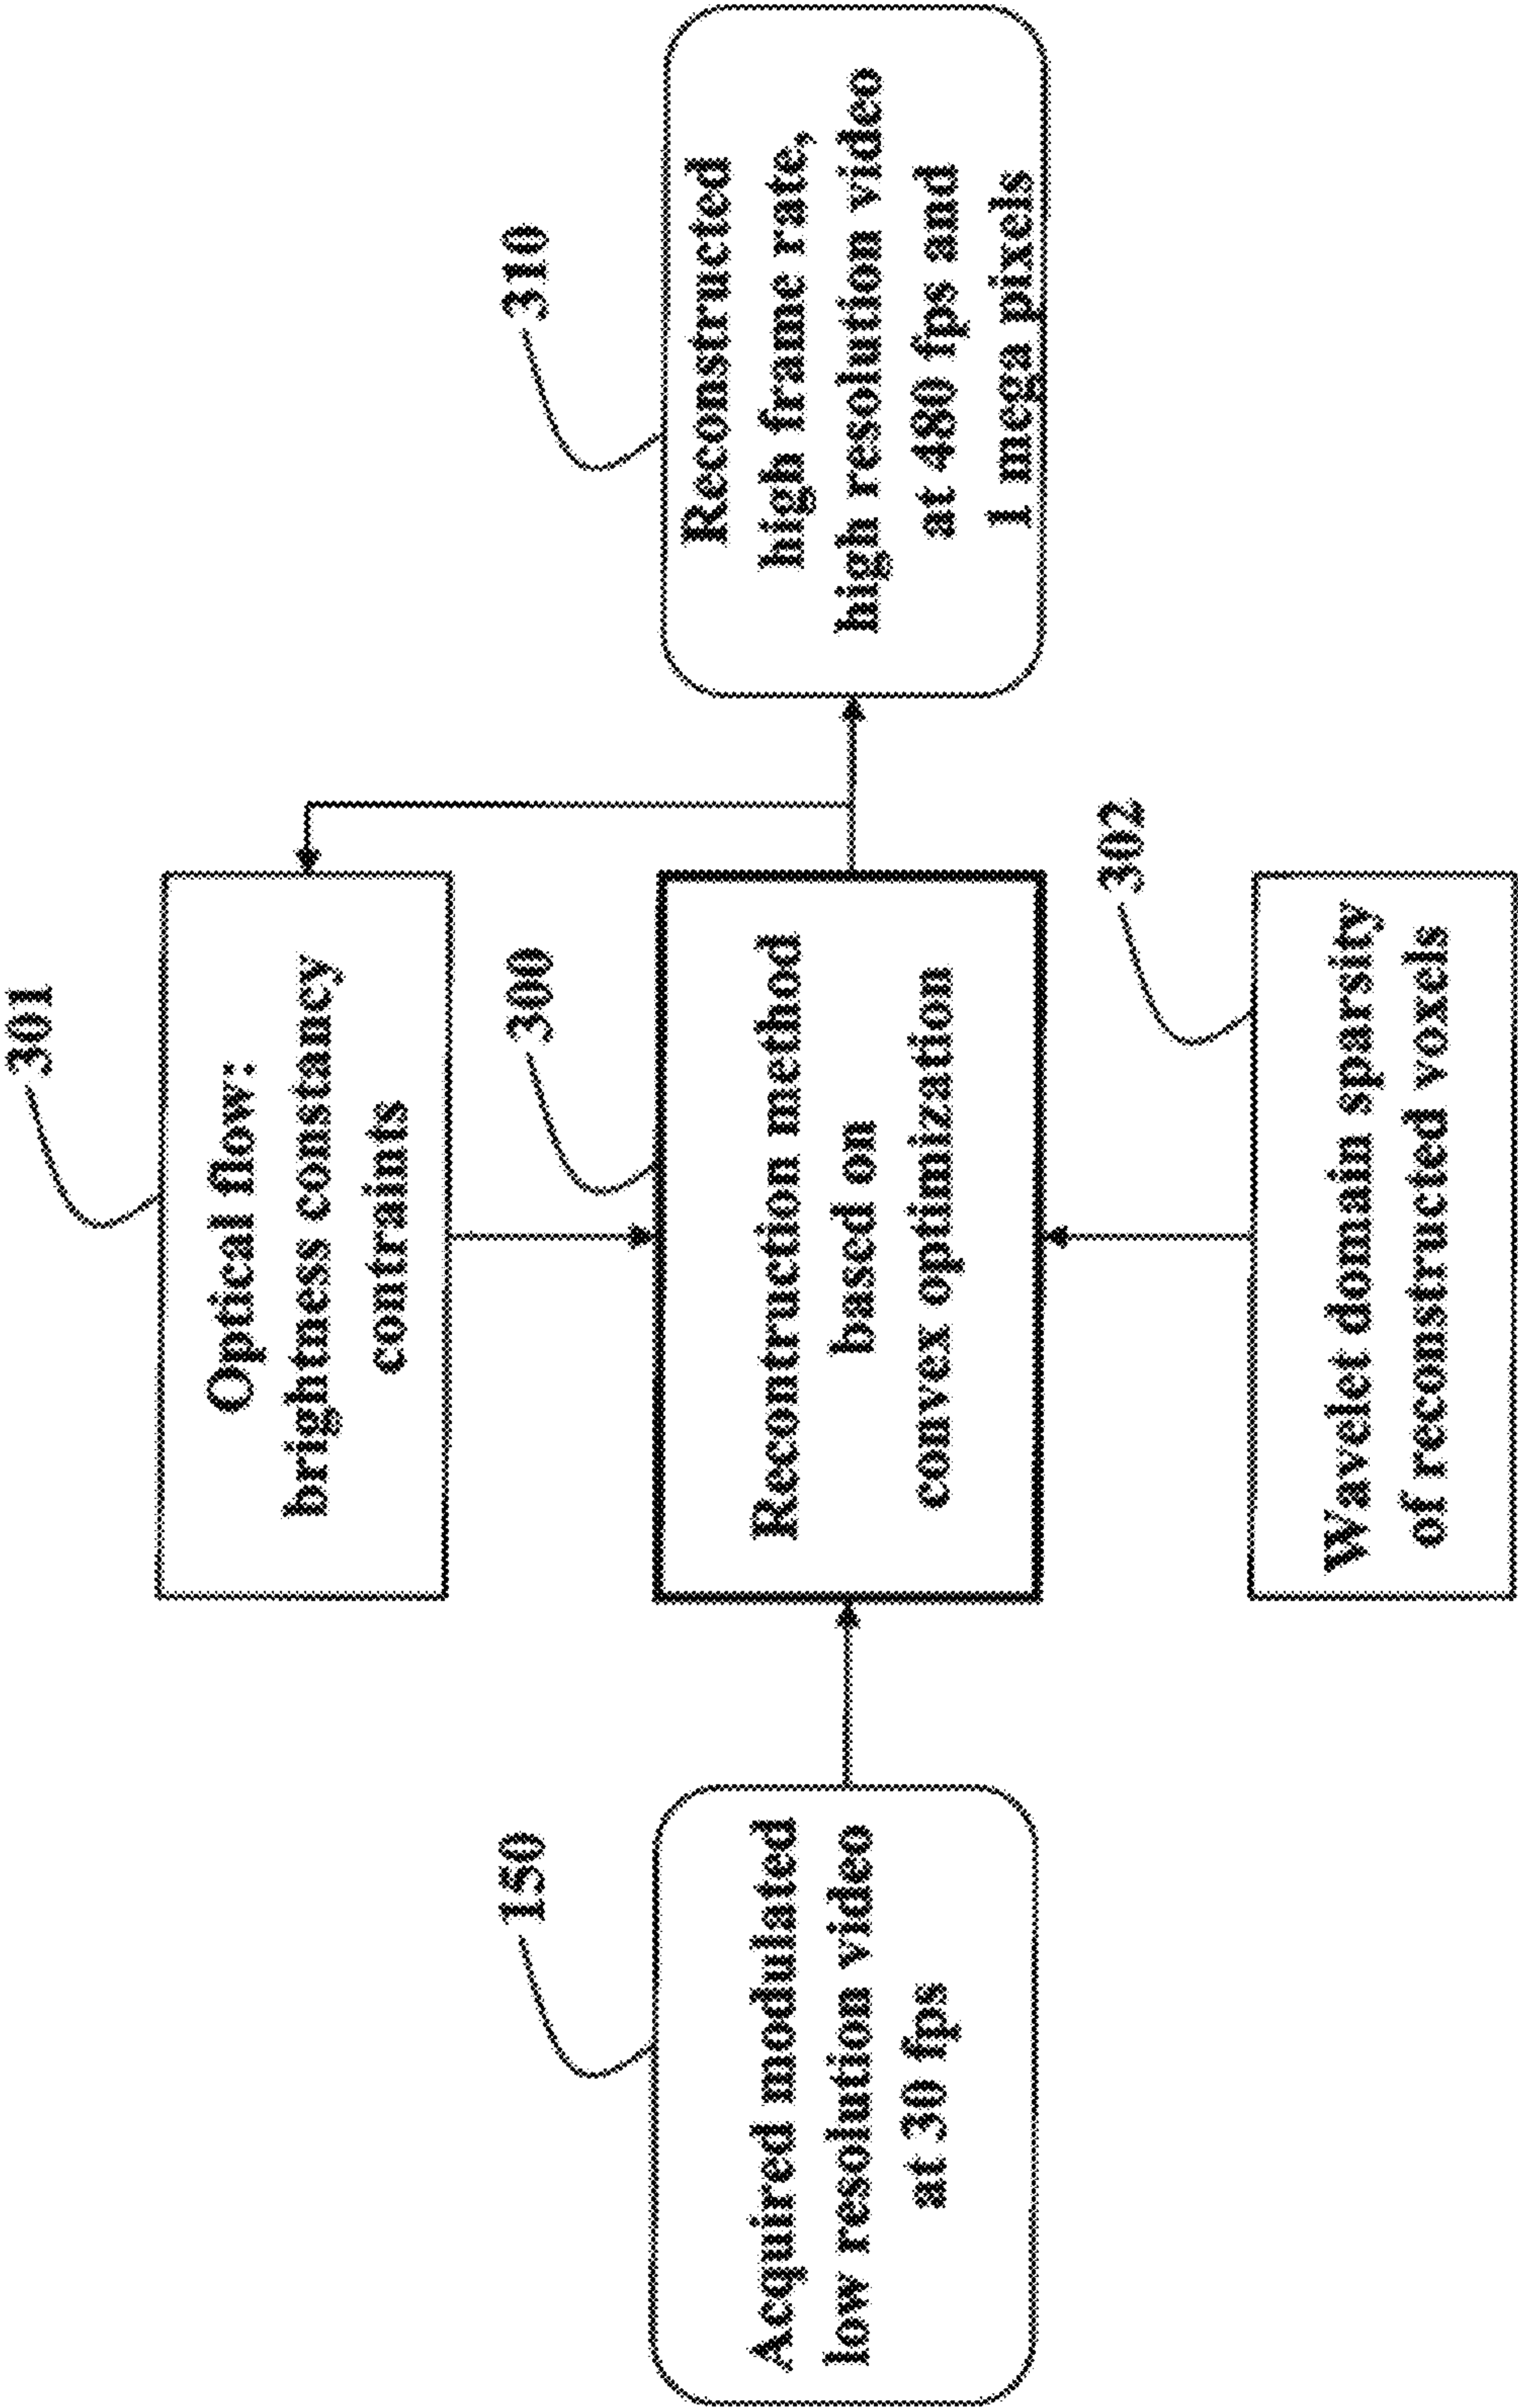 301
Optical flow:
brightness constancy
contraints
150
Acquired modulated
low resolution video
at 30 fps
300
Recontruction method
based on
convex optimization
310
Reconstructed
high frame rate,
high resolution video
at 480 fps and
1 mega pixels
302
Wavelet domain sparsity
of reconstructed voxels